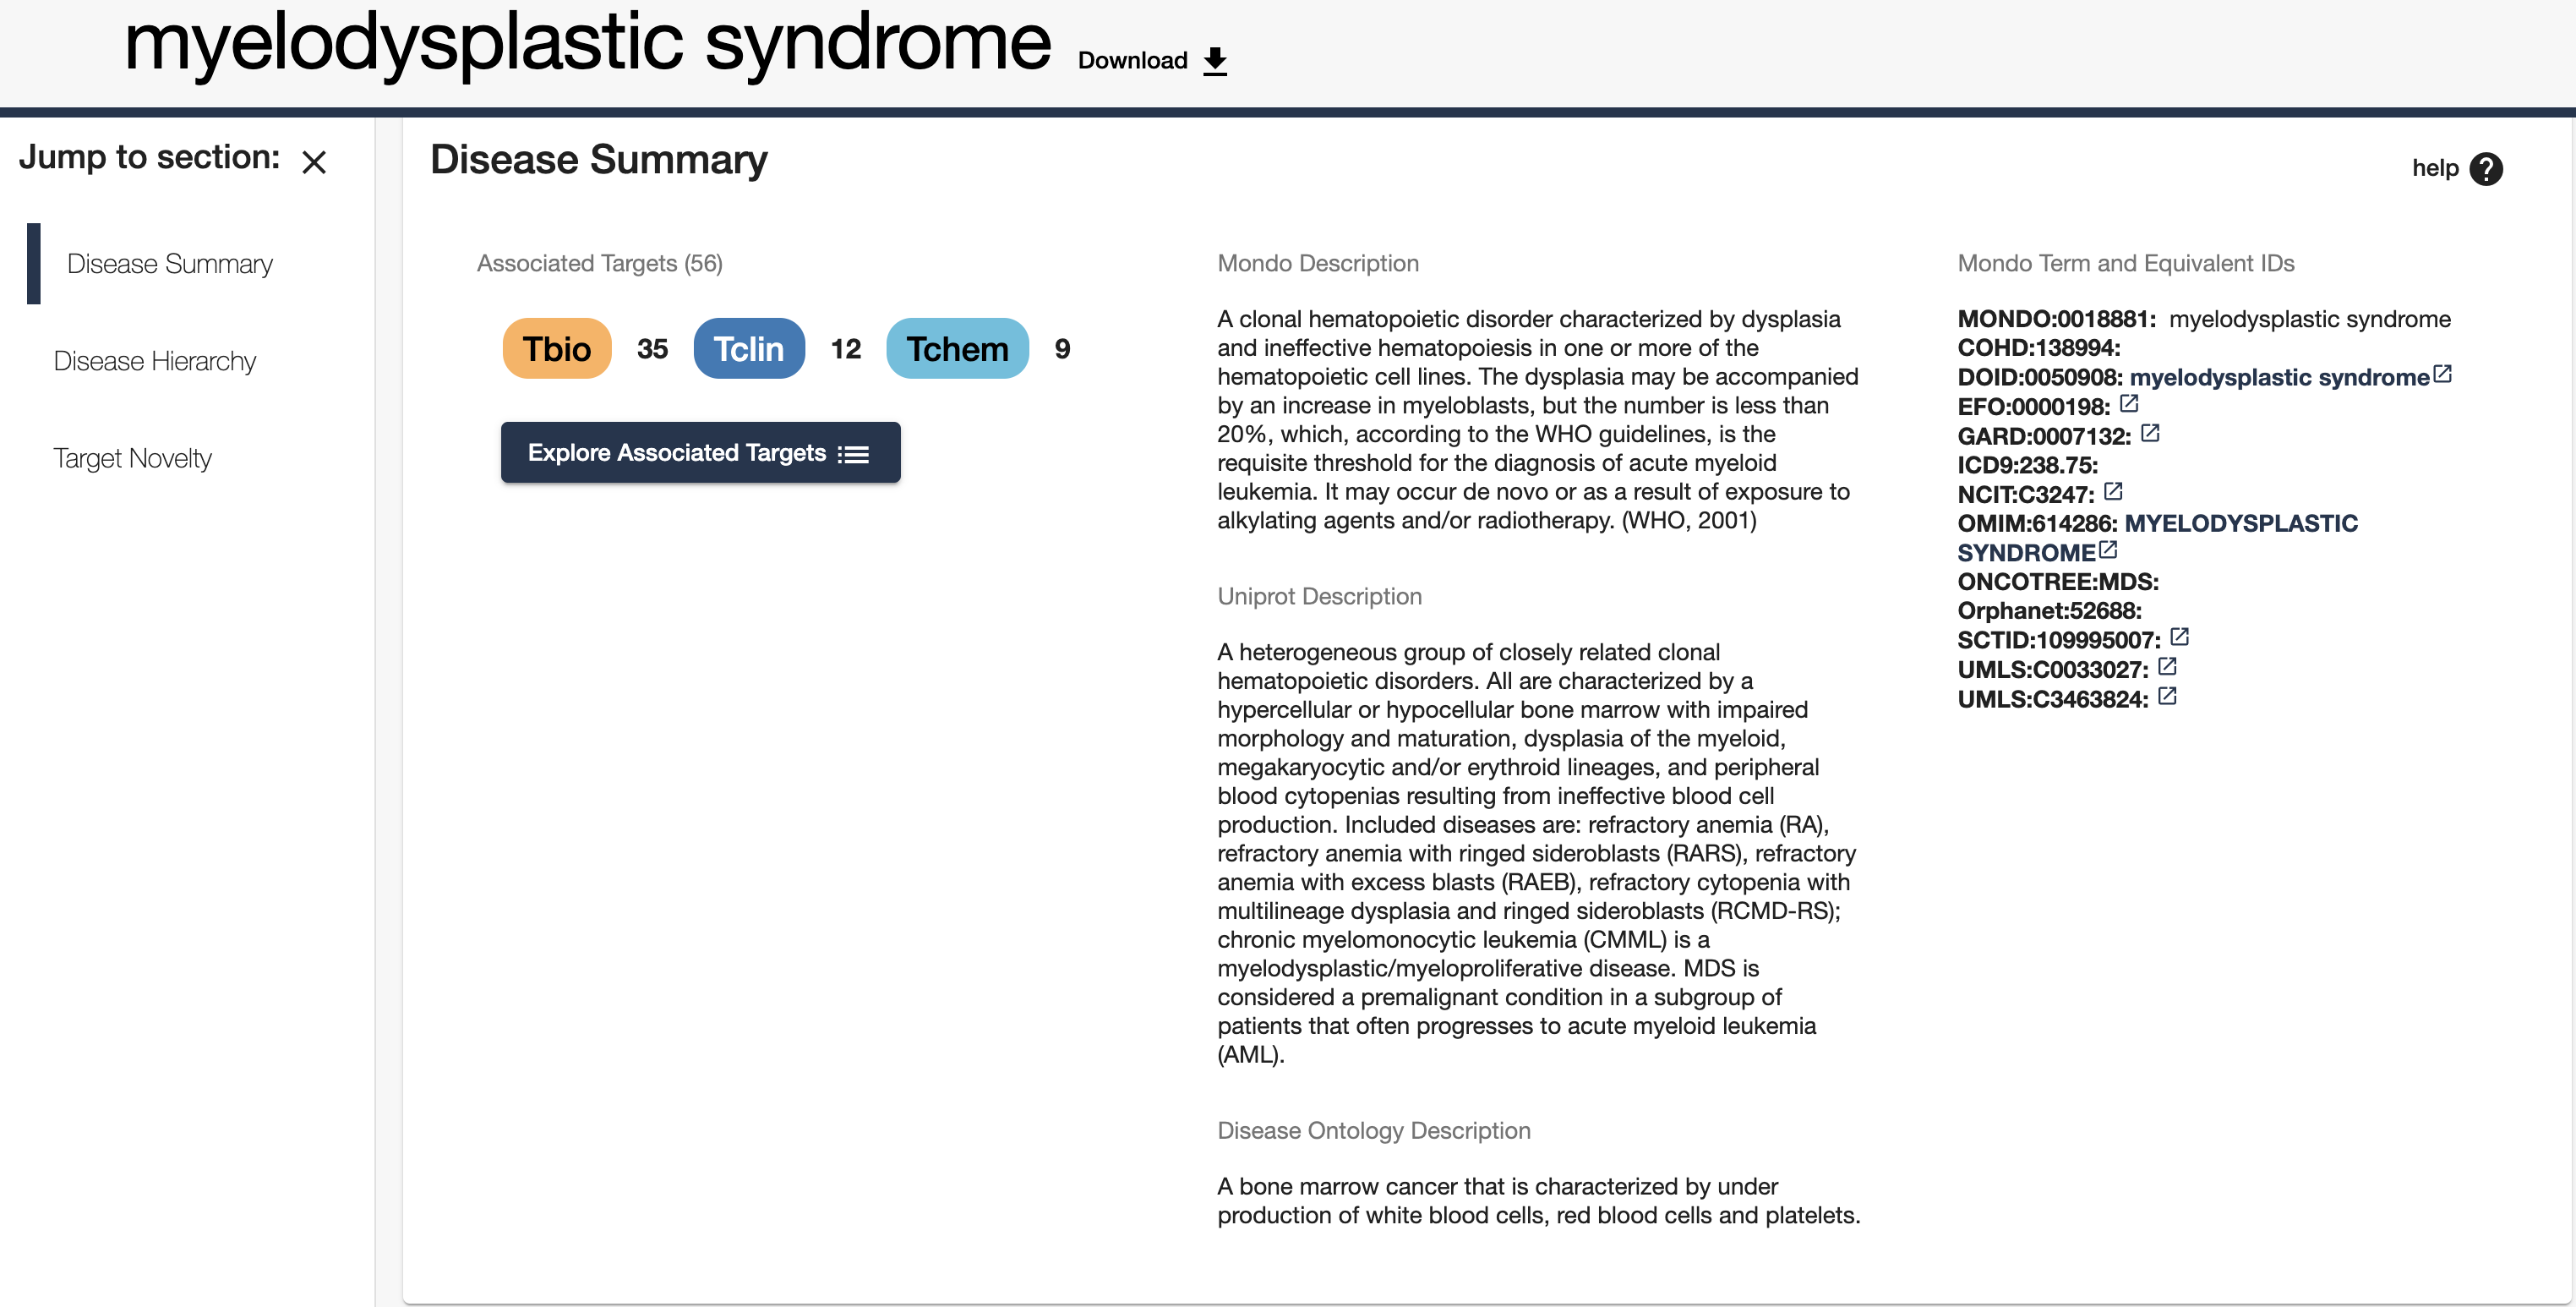 myelodysplastic syndrome Download
Jump to section:
Disease Summary
Disease Hierarchy
Target Novelty
Disease Summary
help ?
Associated Targets (56)
Tbio 35 Tclin 12 Tchem 9
Explore Associated Targets
Mondo Description
A clonal hematopoietic disorder characterized by dysplasia
and ineffective hematopoiesis in one or more of the
hematopoietic cell lines. The dysplasia may be accompanied
by an increase in myeloblasts, but the number is less than
20%, which, according to the WHO guidelines, is the
requisite threshold for the diagnosis of acute myeloid
leukemia. It may occur de novo or as a result of exposure to
alkylating agents and/or radiotherapy. (WHO, 2001)
Uniprot Description
A heterogeneous group of closely related clonal
hematopoietic disorders. All are characterized by a
hypercellular or hypocellular bone marrow with impaired
morphology and maturation, dysplasia of the myeloid,
megakaryocytic and/or erythroid lineages, and peripheral
blood cytopenias resulting from ineffective blood cell
production. Included diseases are: refractory anemia (RA),
refractory anemia with ringed sideroblasts (RARS), refractory
anemia with excess blasts (RAEB), refractory cytopenia with
multilineage dysplasia and ringed sideroblasts (RCMD-RS);
chronic myelomonocytic leukemia (CMML) is a
myelodysplastic/myeloproliferative disease. MDS is
considered a premalignant condition in a subgroup of
patients that often progresses to acute myeloid leukemia
(AML).
Disease Ontology Description
A bone marrow cancer that is characterized by under
production of white blood cells, red blood cells and platelets.
Mondo Term and Equivalent IDs
MONDO:0018881: myelodysplastic syndrome
COHD:138994:
DOID:0050908: myelodysplastic syndrome
EFO:0000198:
GARD:0007132:
ICD9:238.75:
NCIT:C3247:
OMIM:614286: MYELODYSPLASTIC
SYNDROME
ONCOTREE:MDS:
Orphanet:52688:
SCTID:109995007:
UMLS:C0033027:
UMLS:C3463824: